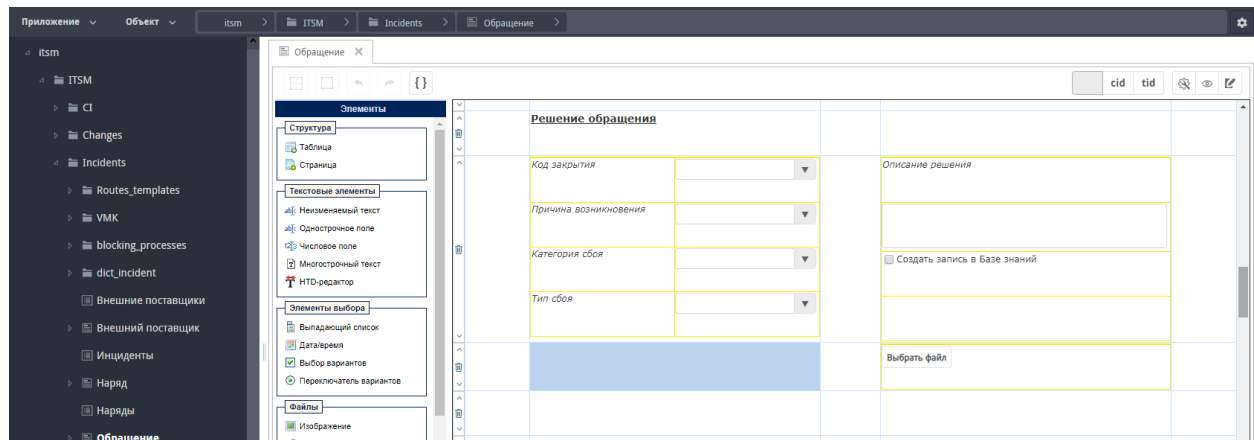 Приложение Объект itsm ITSM Incidents Обращение
itsm
ITSM
CI
Changes
Incidents
Routes_templates
VMK
blocking_processes
dict_incident
Внешние поставщики
Внешний поставщик
Инциденты
Наряд
Наряды
Обращение
Обращение
{ } cid tid
Элементы
Структура
Таблица
Страница
Текстовые элементы
Неизменяемый текст
Однострочное поле
Числовое поле
Многострочный текст
HTD-редактор
Элементы выбора
Выпадающий список
Дата/время
Выбор вариантов
Переключатель вариантов
Файлы
Изображение
Решение обращения
Код закрытия
Причина возникновения
Категория сбоя
Тип сбоя
Описание решения
Создать запись в Базе знаний
Выбрать файл